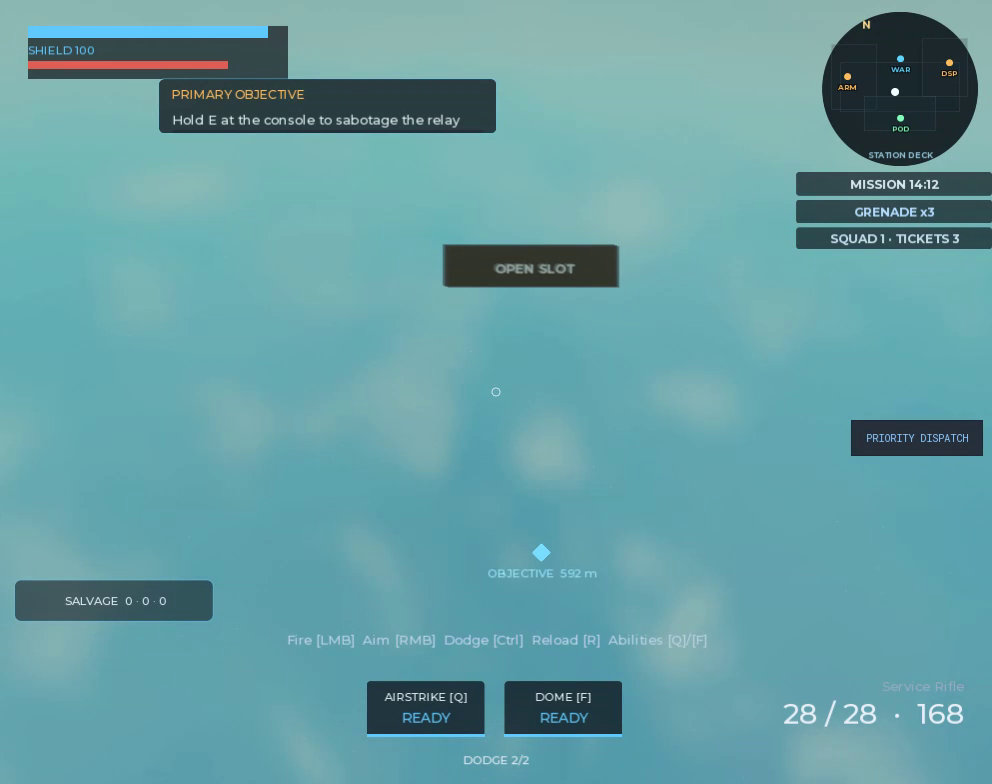 SHIELD 100
PRIMARY OBJECTIVE
Hold E at the console to sabotage the relay
N
WAR
DSP
ARM
POD
STATION DECK
MISSION 14:12
GRENADE x3
SQUAD 1 · TICKETS 3
OPEN SLOT
PRIORITY DISPATCH
OBJECTIVE 592 m
SALVAGE 0 · 0 · 0
Fire [LMB] Aim [RMB] Dodge [Ctrl] Reload [R] Abilities [Q]/[F]
AIRSTRIKE [Q]
READY
DOME [F]
READY
Service Rifle
28 / 28 · 168
DODGE 2/2